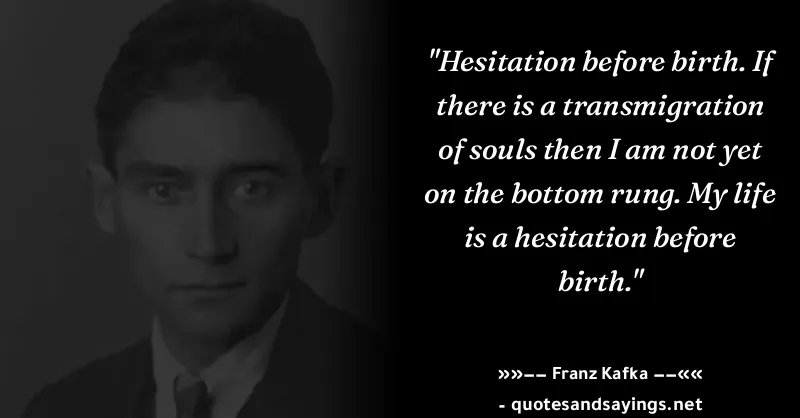 "Hesitation before birth. If
there is a transmigration
of souls then I am not yet
on the bottom rung. My life
is a hesitation before
birth."
»»−− Franz Kafka −−««
- quotesandsayings.net